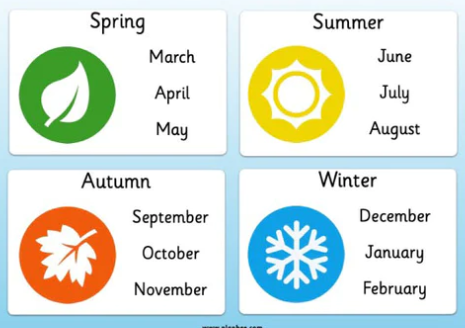 Spring
March
April
May
Summer
June
July
August
Autumn
September
October
November
Winter
December
January
February